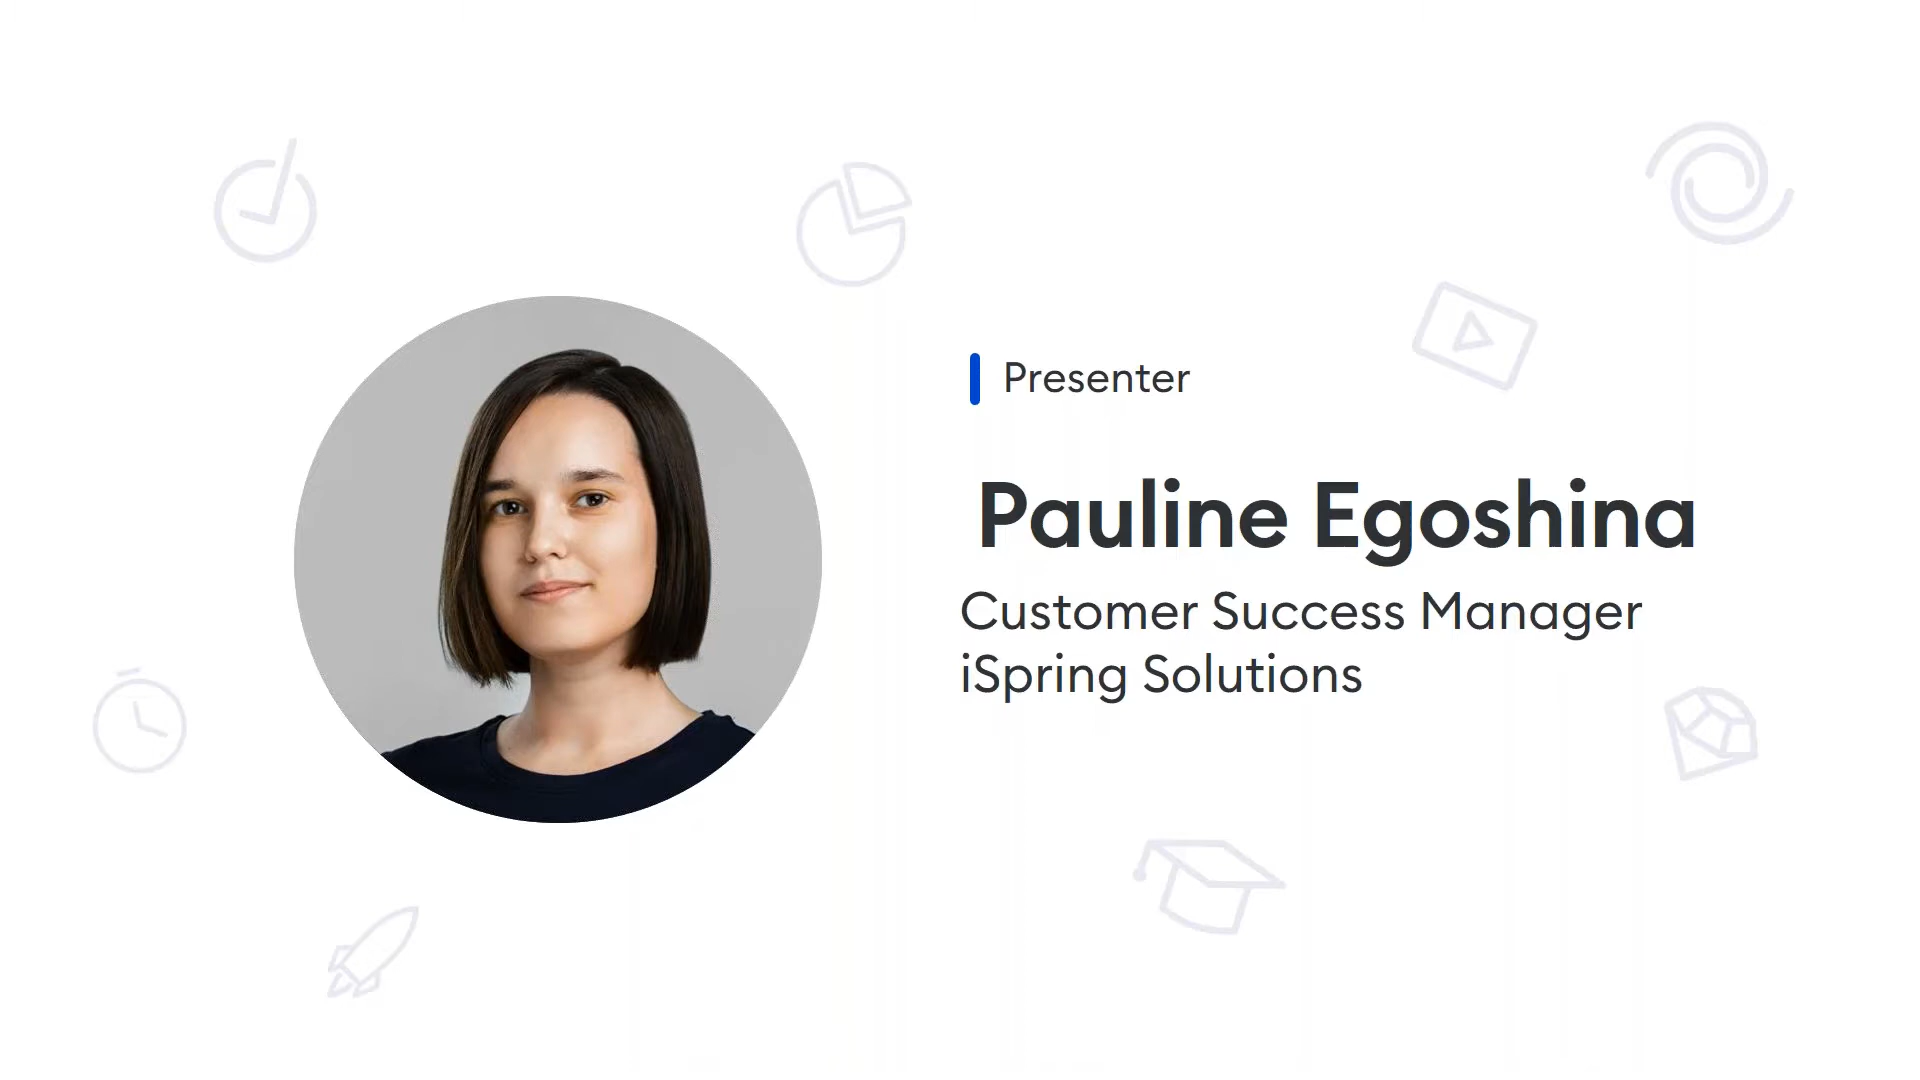 Presenter
Pauline Egoshina
Customer Success Manager
iSpring Solutions